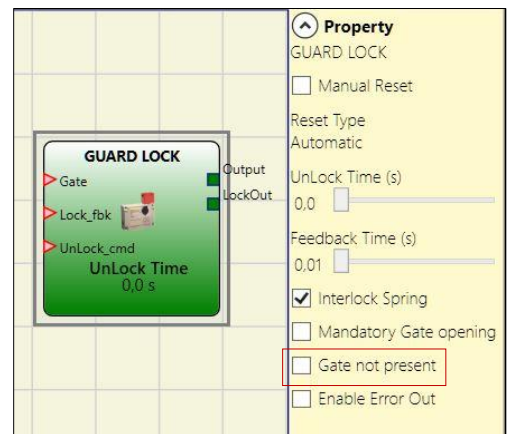 GUARD LOCK
Gate
Lock_fbk
UnLock_cmd
Output
LockOut
UnLock Time
0,0 s
Property
GUARD LOCK
Manual Reset
Reset Type
Automatic
UnLock Time (s)
0,0
Feedback Time (s)
0,01
Interlock Spring
Mandatory Gate opening
Gate not present
Enable Error Out